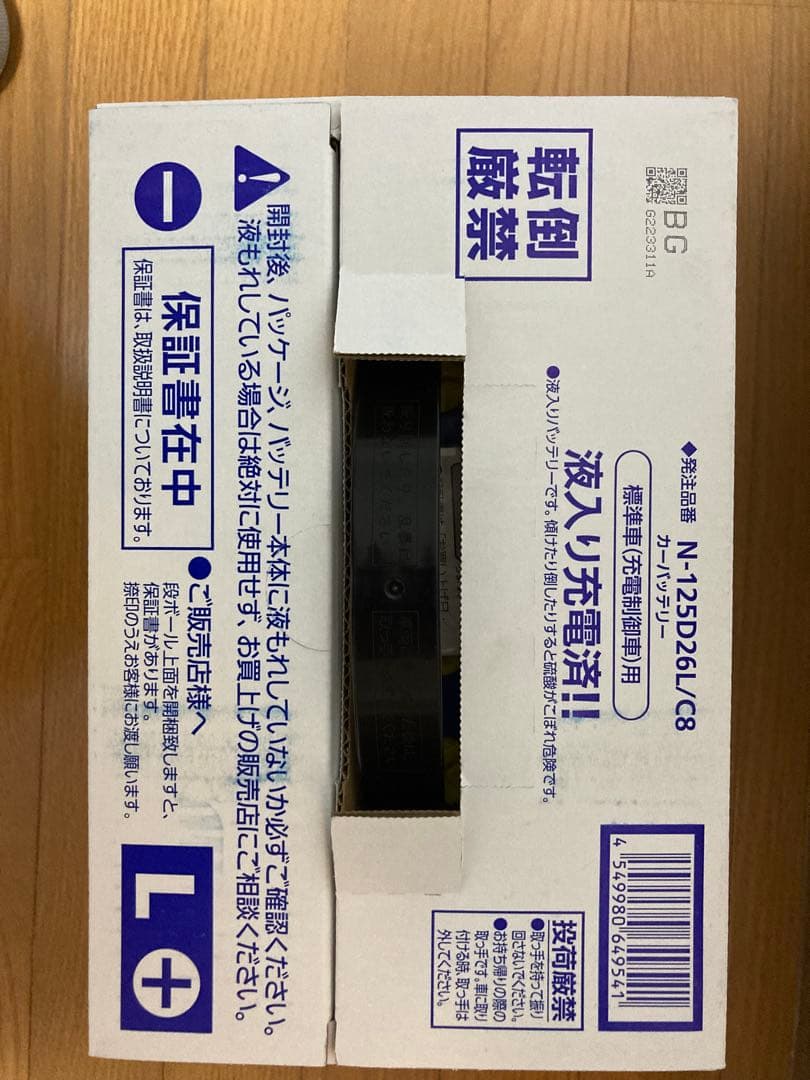 転倒
厳禁
BG
G223311A
◆発注品番 N-125D26L/C8
カーバッテリー
標準車(充電制御車)用
液入り充電済!!
●液入りバッテリーです。傾けたり倒したりすると硫酸がこぼれ危険です。
4 549980 649541
投荷厳禁
●取っ手を持って振り
回さないでください。
●お持ち帰りの際の
取っ手です。車に取り
付ける時、取っ手は
外してください。
開封後、パッケージ、バッテリー本体に液もれしていないか必ずご確認ください。
液もれしている場合は絶対に使用せず、お買上げの販売店にご相談ください。
−
保証書在中
保証書は、取扱説明書についております。
●ご販売店様へ
段ボール上面を開梱致しますと、
保証書があります。
捺印のうえお客様にお渡し願います。
L +